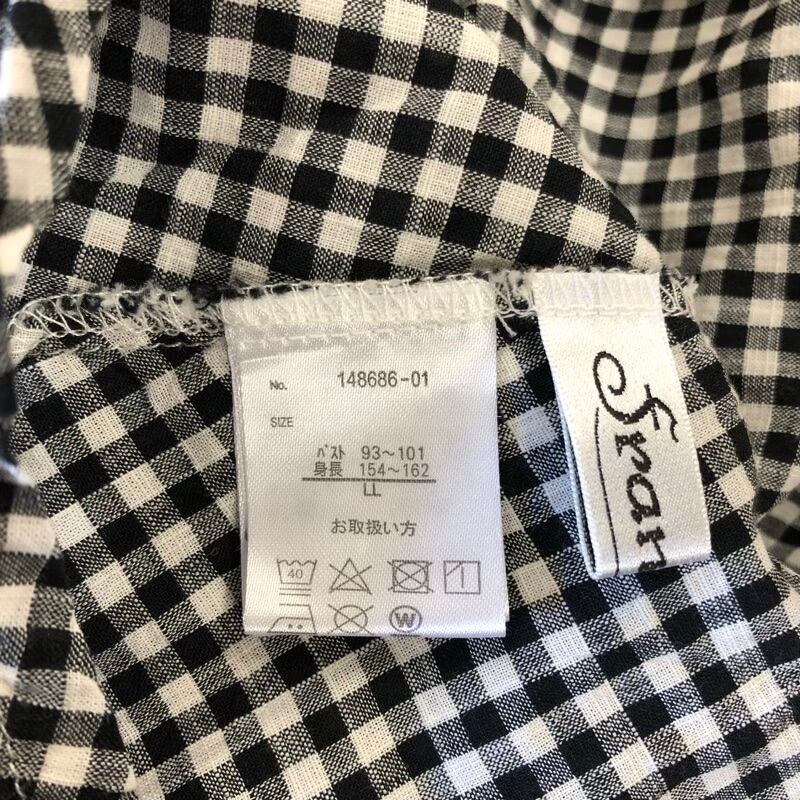 No. 148686-01
SIZE
バスト 93〜101
身長 154〜162
LL
お取扱い方
40
W